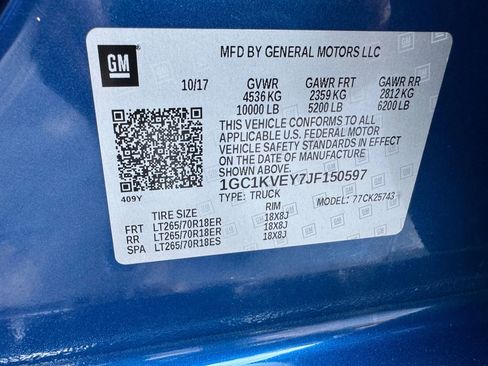 GM
MFD BY GENERAL MOTORS LLC
10/17 GVWR GAWR FRT GAWR RR
4536 KG 2359 KG 2812 KG
10000 LB 5200 LB 6200 LB
THIS VEHICLE CONFORMS TO ALL
APPLICABLE U.S. FEDERAL MOTOR
VEHICLE SAFETY STANDARDS IN EFFECT
ON THE DATE OF MANUFACTURE SHOWN ABOVE.
1GC1KVEY7JF150597
409Y TYPE: TRUCK MODEL: 77CK25743
TIRE SIZE RIM
FRT LT265/70R18ER 18X8J
RR LT265/70R18ER 18X8J
SPA LT265/70R18ES 18X8J